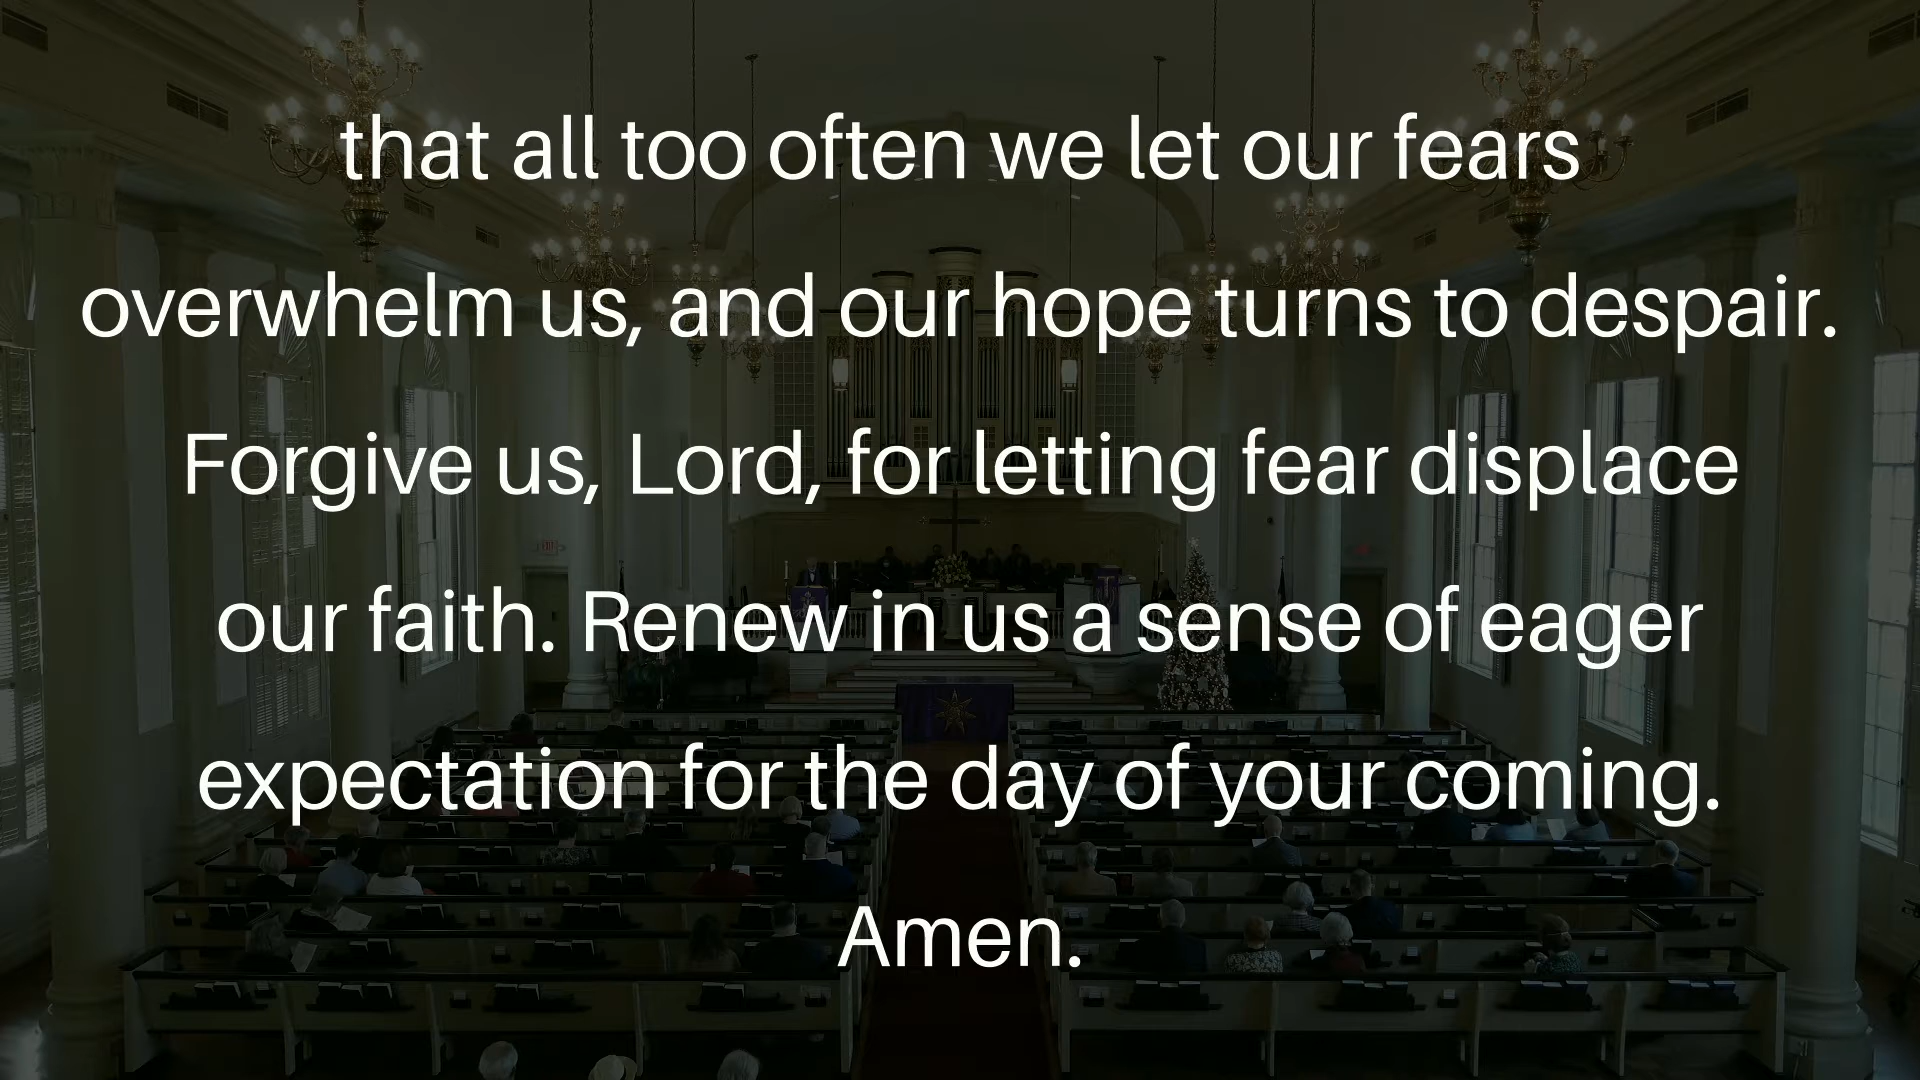 that all too often we let our fears
overwhelm us, and our hope turns to despair.
Forgive us, Lord, for letting fear displace
our faith. Renew in us a sense of eager
expectation for the day of your coming.
Amen.